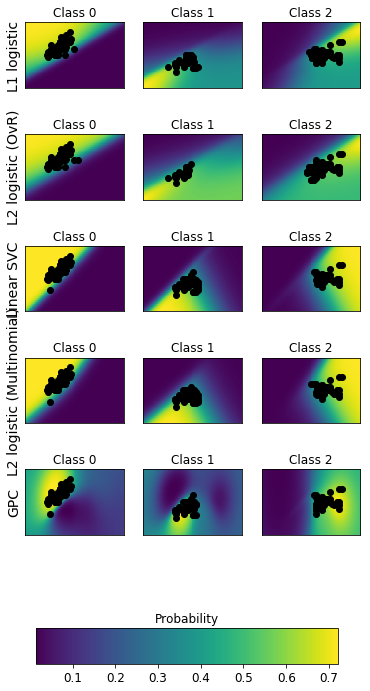 Class 0 Class 1 Class 2
L1 logistic
Class 0 Class 1 Class 2
L2 logistic (OvR)
Class 0 Class 1 Class 2
Linear SVC
Class 0 Class 1 Class 2
L2 logistic (Multinomial)
Class 0 Class 1 Class 2
GPC
Probability
0.1 0.2 0.3 0.4 0.5 0.6 0.7